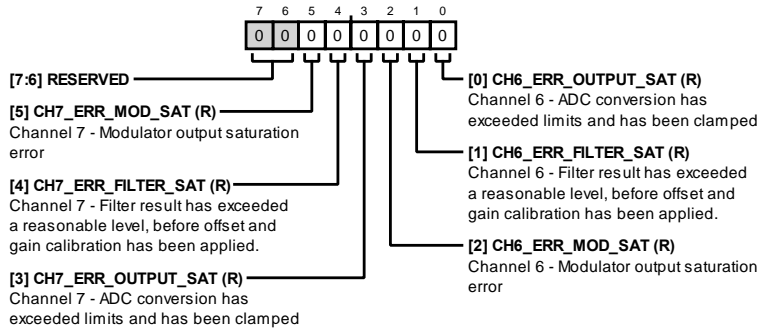 7 6 5 4 3 2 1 0
0 0 0 0 0 0 0 0
[7:6] RESERVED
[5] CH7_ERR_MOD_SAT (R)
Channel 7 - Modulator output saturation
error
[4] CH7_ERR_FILTER_SAT (R)
Channel 7 - Filter result has exceeded
a reasonable level, before offset and
gain calibration has been applied.
[3] CH7_ERR_OUTPUT_SAT (R)
Channel 7 - ADC conversion has
exceeded limits and has been clamped
[0] CH6_ERR_OUTPUT_SAT (R)
Channel 6 - ADC conversion has
exceeded limits and has been clamped
[1] CH6_ERR_FILTER_SAT (R)
Channel 6 - Filter result has exceeded
a reasonable level, before offset and
gain calibration has been applied.
[2] CH6_ERR_MOD_SAT (R)
Channel 6 - Modulator output saturation
error